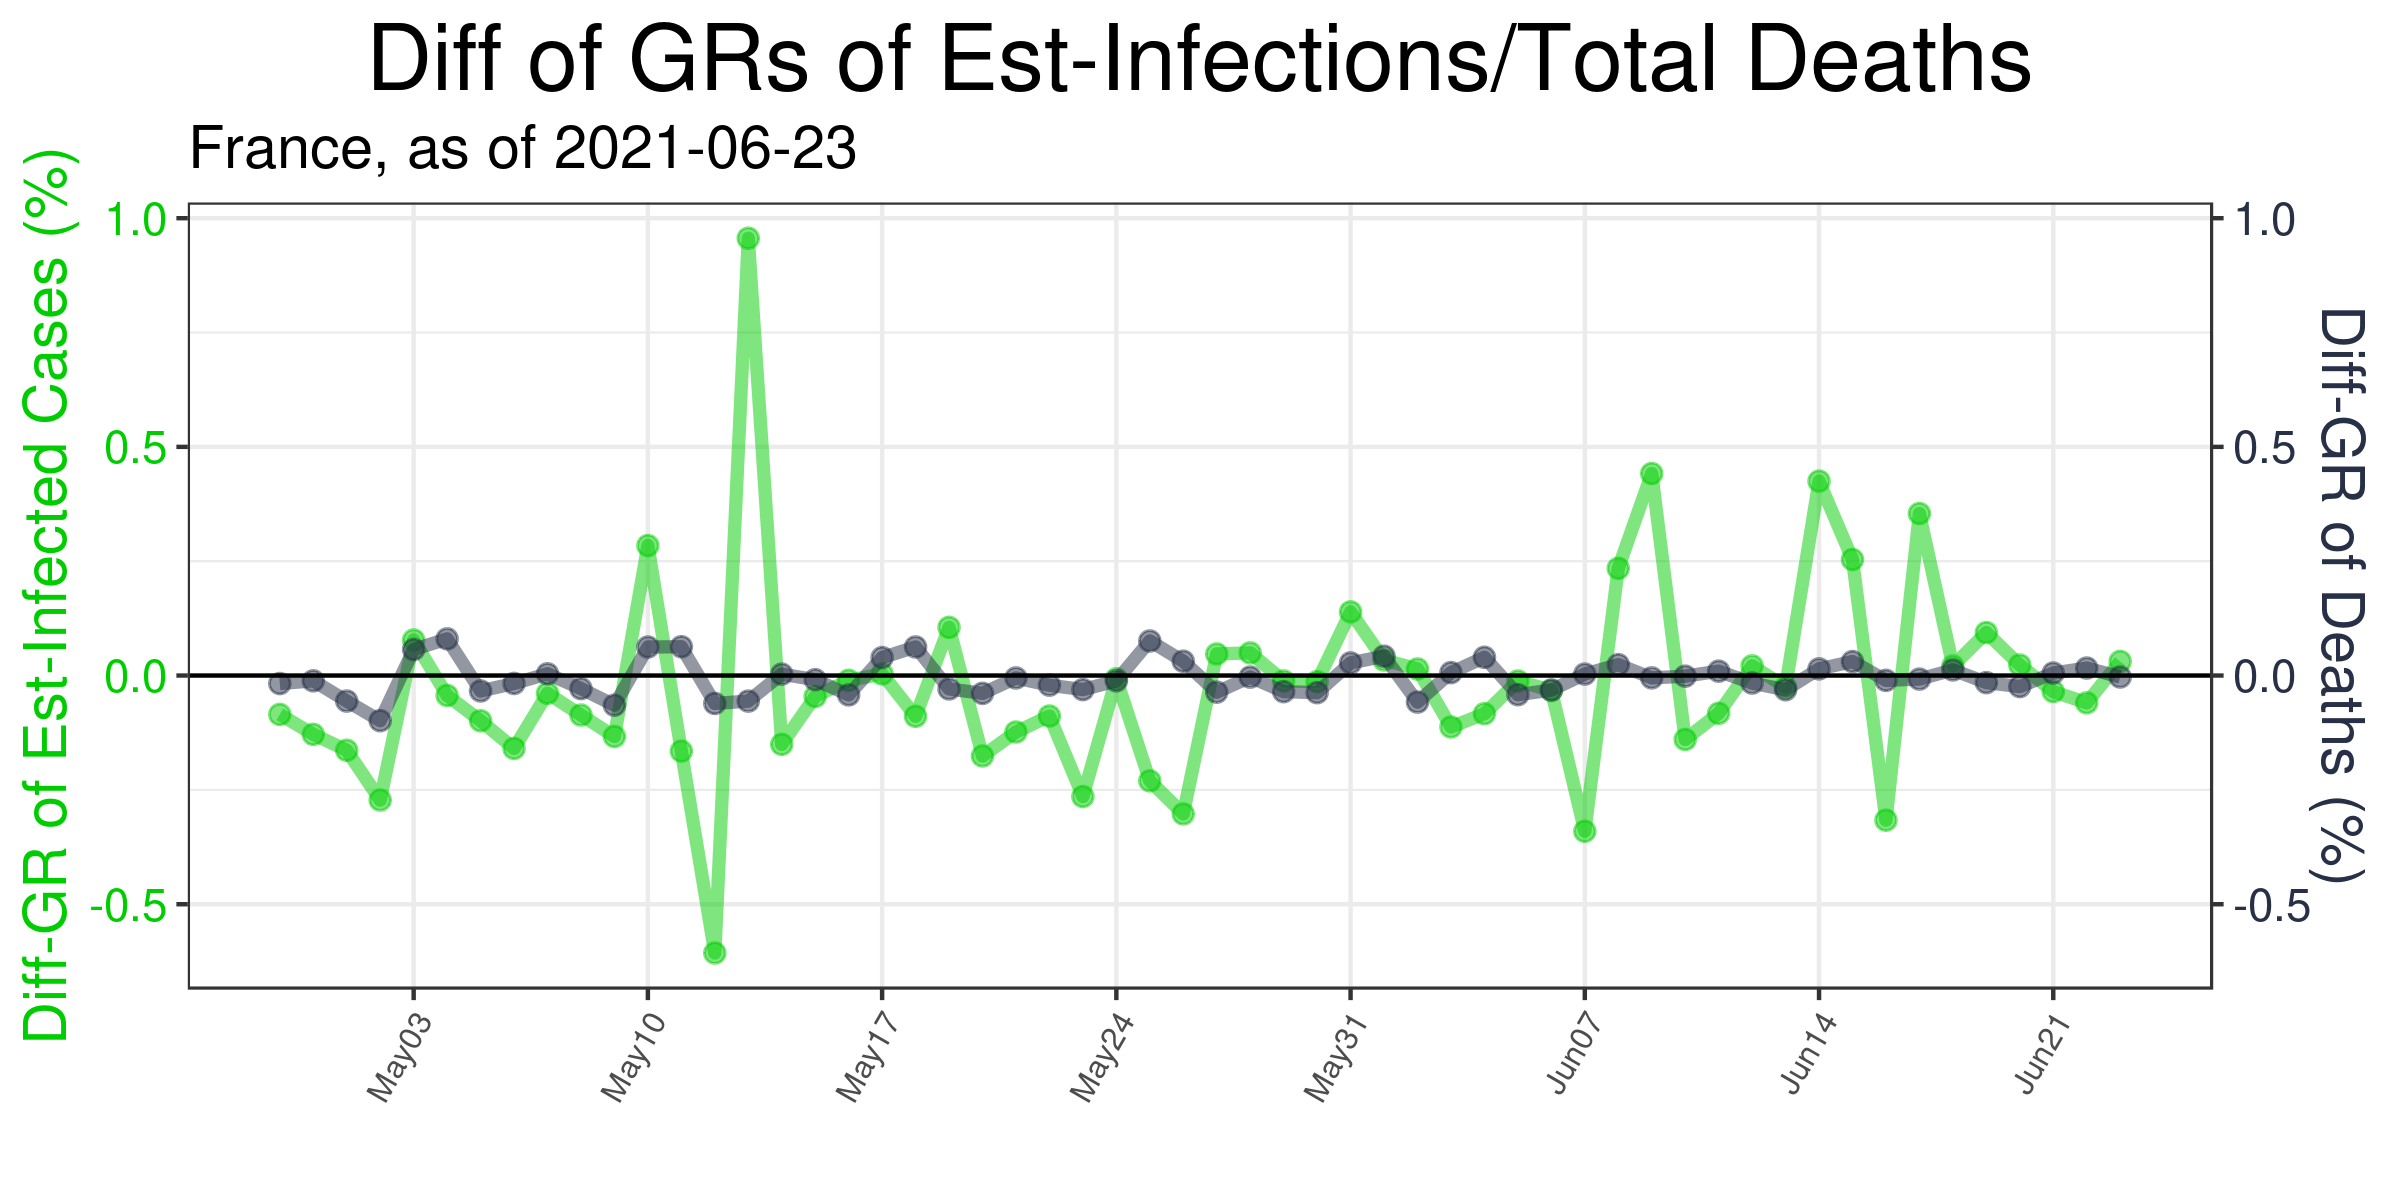 Diff of GRs of Est-Infections/Total Deaths
France, as of 2021-06-23
Diff-GR of Est-Infected Cases (%)
1.0
0.5
0.0
-0.5
1.0
0.5
0.0
-0.5
Diff-GR of Deaths (%)
May03
May10
May17
May24
May31
Jun07
Jun14
Jun21